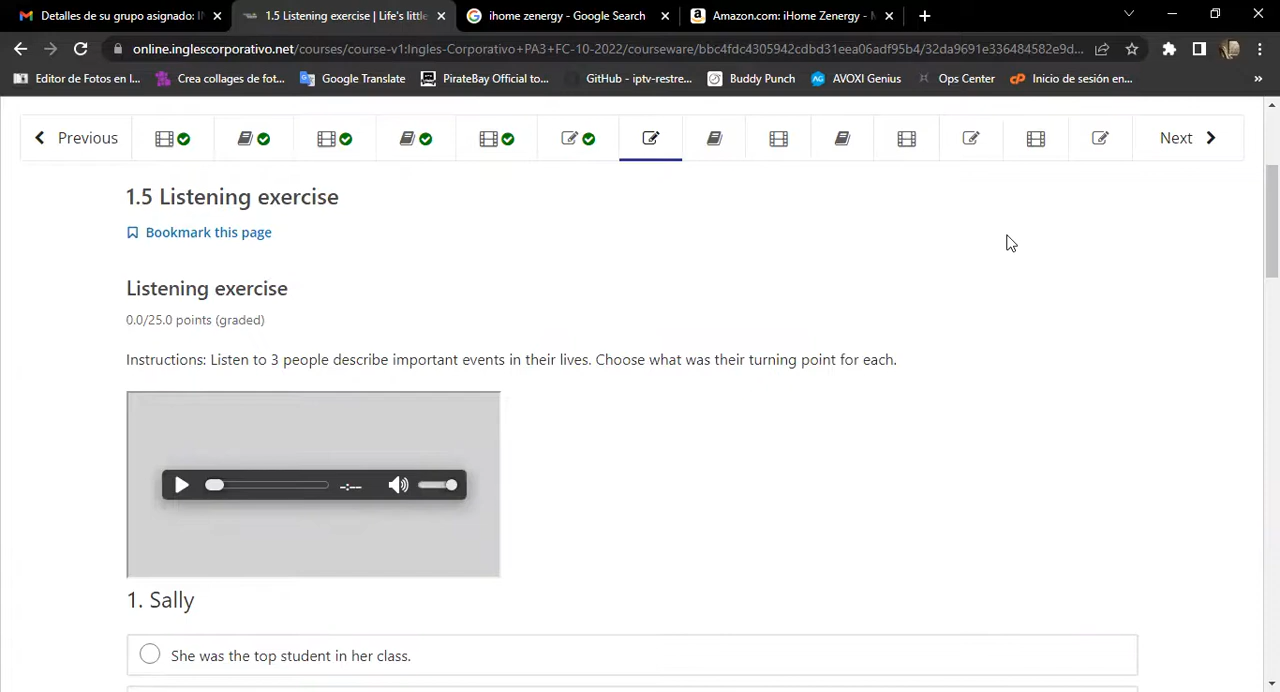 Detalles de su grupo asignado: II
1.5 Listening exercise | Life's little
ihome zenergy - Google Search
Amazon.com: iHome Zenergy - M
online.inglescorporativo.net/courses/course-v1:Ingles-Corporativo+PA3+FC-10-2022/courseware/bbc4fdc4305942cdbd31eea06adf95b4/32da9691e336484582e9d...
Editor de Fotos en l...
Crea collages de fot...
Google Translate
PirateBay Official to...
GitHub - iptv-restre...
Buddy Punch
AVOXI Genius
Ops Center
Inicio de sesión en...
»
Previous
Next
1.5 Listening exercise
Bookmark this page
Listening exercise
0.0/25.0 points (graded)
Instructions: Listen to 3 people describe important events in their lives. Choose what was their turning point for each.
-:--
1. Sally
She was the top student in her class.